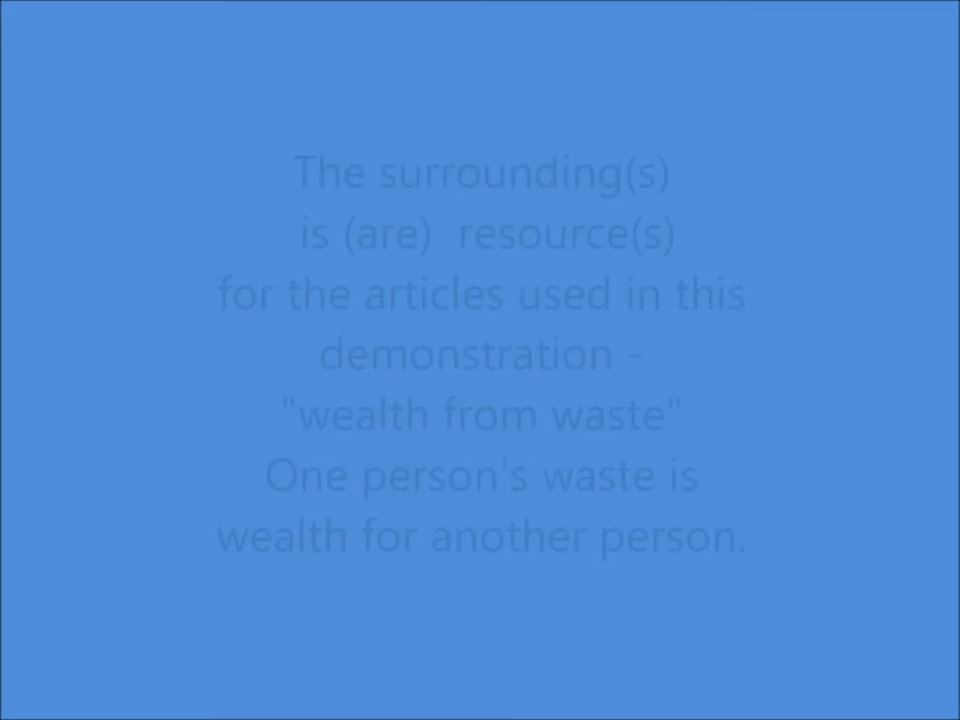 The surrounding(s)
is (are)  resource(s)
for the articles used in this
demonstration -
"wealth from waste"
One person's waste is
wealth for another person.